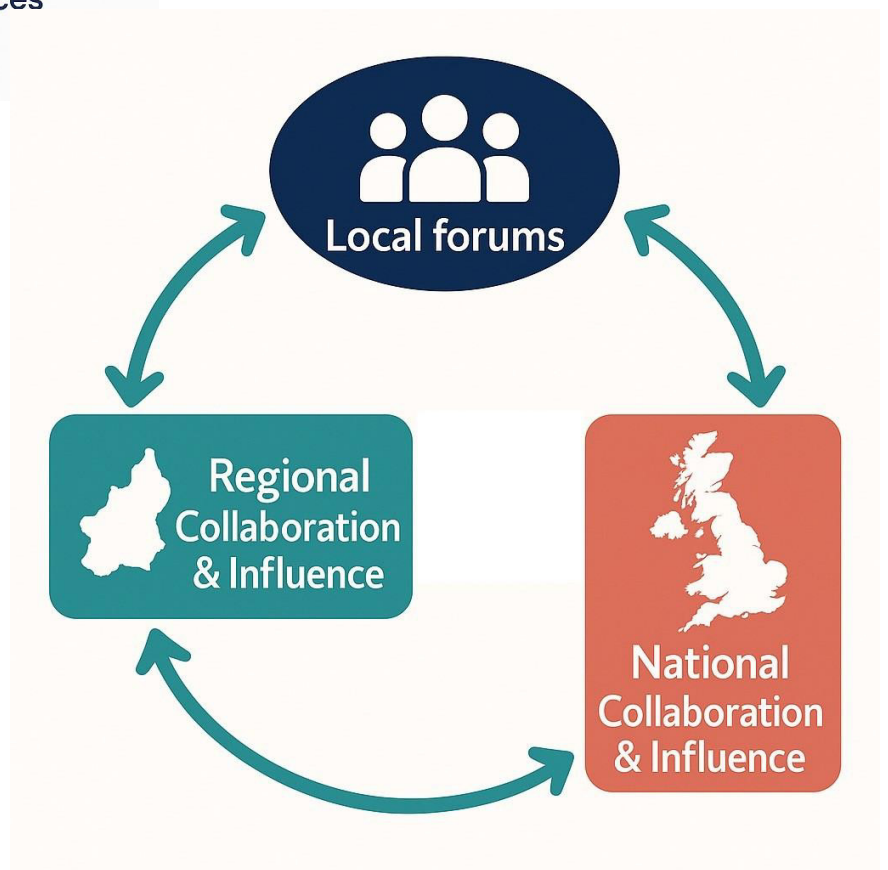 Local forums
Regional
Collaboration
& Influence
National
Collaboration
& Influence